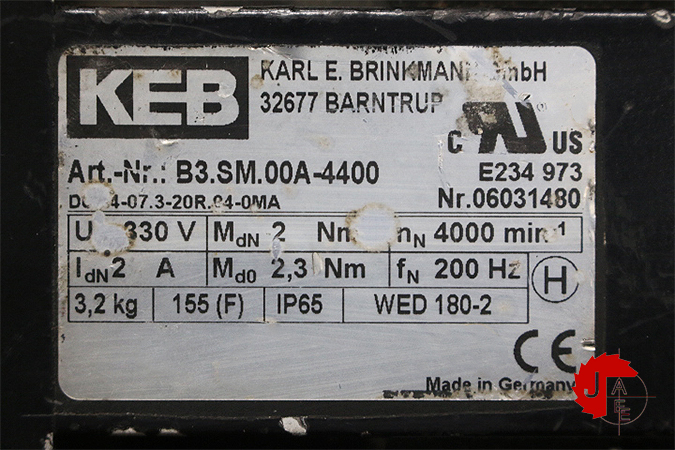 KEB
KARL E. BRINKMANN GmbH
32677 BARNTRUP
C US
E234 973
Art.-Nr.: B3.SM.00A-4400
Nr.06031480
330 V MdN 2 Nm nN 4000 min-1
IdN 2 A Md0 2,3 Nm fN 200 Hz H
3,2 kg 155 (F) IP65 WED 180-2
CE
Made in Germany
JAEE